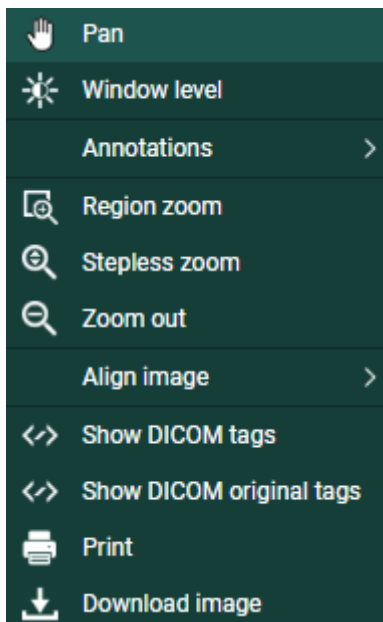 Pan
Window level
Annotations
Region zoom
Stepless zoom
Zoom out
Align image
Show DICOM tags
Show DICOM original tags
Print
Download image